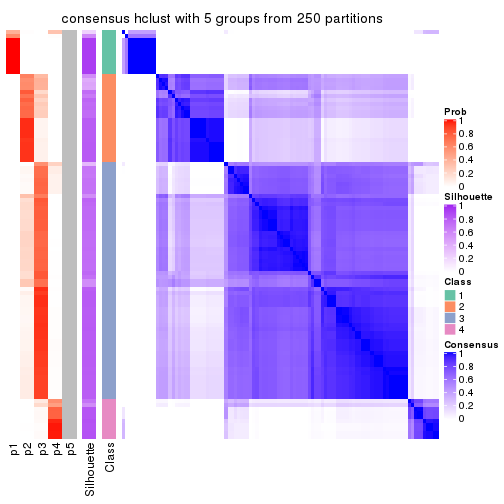 consensus hclust with 5 groups from 250 partitions
Prob
1
0.8
0.6
0.4
0.2
0
Silhouette
1
0.8
0.6
0.4
0.2
0
Class
1
2
3
4
Consensus
1
0.8
0.6
0.4
0.2
0
p1
p2
p3
p4
p5
Silhouette
Class